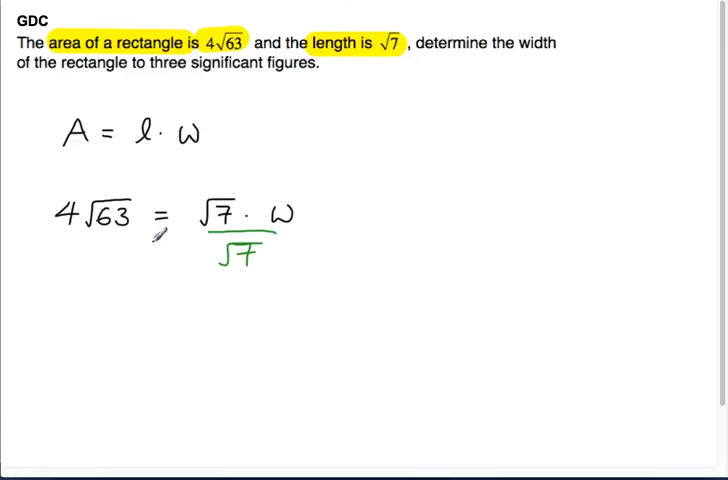 GDC
The area of a rectangle is 4√63 and the length is √7 , determine the width
of the rectangle to three significant figures.
A = l · w
4√63 = √7 · w
√7